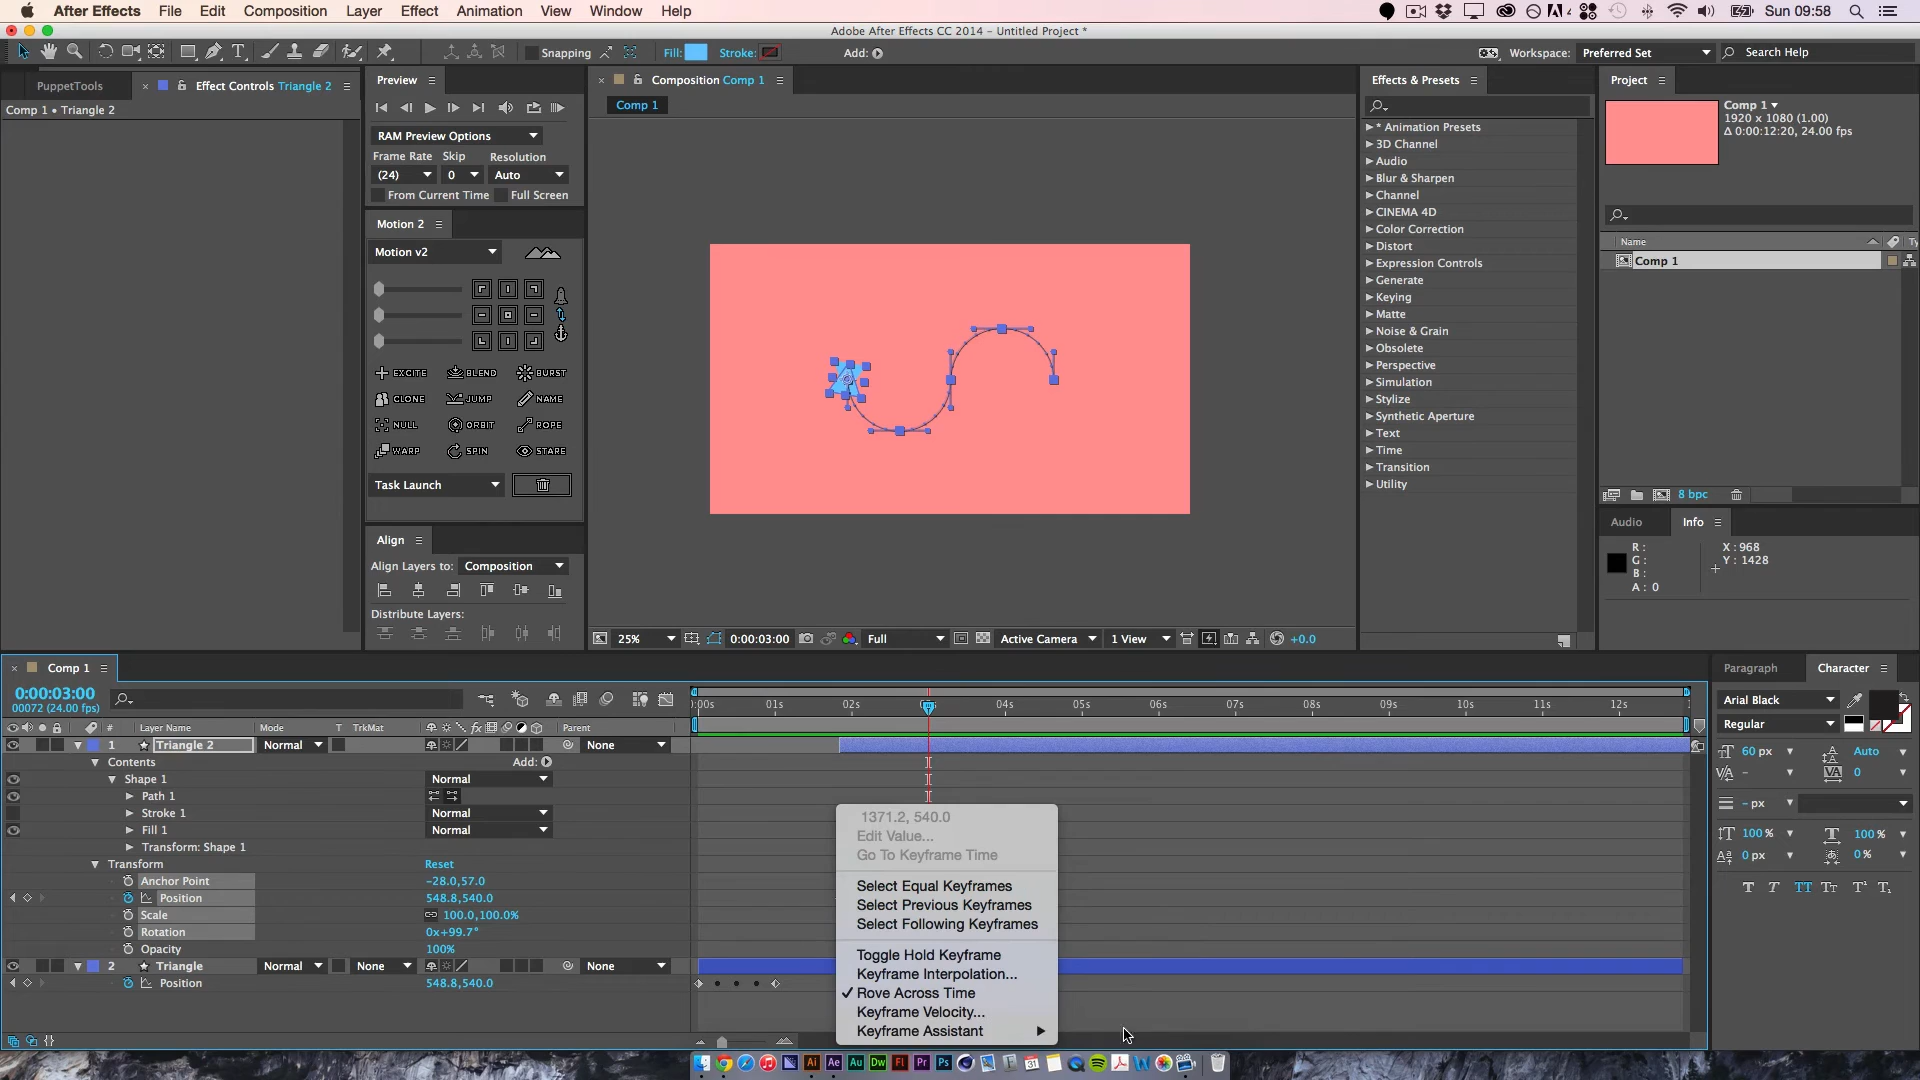 After Effects File Edit Composition Layer Effect Animation View Window Help Sun 09:58
Adobe After Effects CC 2014 – Untitled Project *
Snapping Fill: Stroke: Add: Workspace: Preferred Set Search Help
PuppetTools Effect Controls Triangle 2
Comp 1 • Triangle 2
Preview
RAM Preview Options
Frame Rate Skip Resolution
(24) 0 Auto
From Current Time Full Screen
Motion 2
Motion v2
EXCITE BLEND BURST
CLONE JUMP NAME
NULL ORBIT ROPE
WARP SPIN STARE
Task Launch
Align
Align Layers to: Composition
Distribute Layers:
Composition Comp 1
Comp 1
25% 0:00:03:00 Full Active Camera 1 View +0.0
Effects & Presets
* Animation Presets
3D Channel
Audio
Blur & Sharpen
Channel
CINEMA 4D
Color Correction
Distort
Expression Controls
Generate
Keying
Matte
Noise & Grain
Obsolete
Perspective
Simulation
Stylize
Synthetic Aperture
Text
Time
Transition
Utility
Project
Comp 1
1920 x 1080 (1.00)
Δ 0:00:12:20, 24.00 fps
Name Ty
Comp 1
8 bpc
Audio Info
R :
G :
B :
A : 0
X : 968
Y : 1428
Comp 1
0:00:03:00
00072 (24.00 fps)
# Layer Name Mode T TrkMat Parent
:00s 01s 02s 04s 05s 06s 07s 08s 09s 10s 11s 12s
1 Triangle 2 Normal None
Contents Add:
Shape 1 Normal
Path 1
Stroke 1 Normal
Fill 1 Normal
Transform: Shape 1
Transform Reset
Anchor Point -28.0,57.0
Position 548.8,540.0
Scale 100.0,100.0%
Rotation 0x+99.7°
Opacity 100%
2 Triangle Normal None None
Position 548.8,540.0
1371.2, 540.0
Edit Value...
Go To Keyframe Time
Select Equal Keyframes
Select Previous Keyframes
Select Following Keyframes
Toggle Hold Keyframe
Keyframe Interpolation...
Rove Across Time
Keyframe Velocity...
Keyframe Assistant
Paragraph Character
Arial Black
Regular
60 px Auto
0
- px
100 % 100 %
0 px 0 %
T T TT Tт T¹ T₁
Ai Ae Au Dw Fl Pr Ps